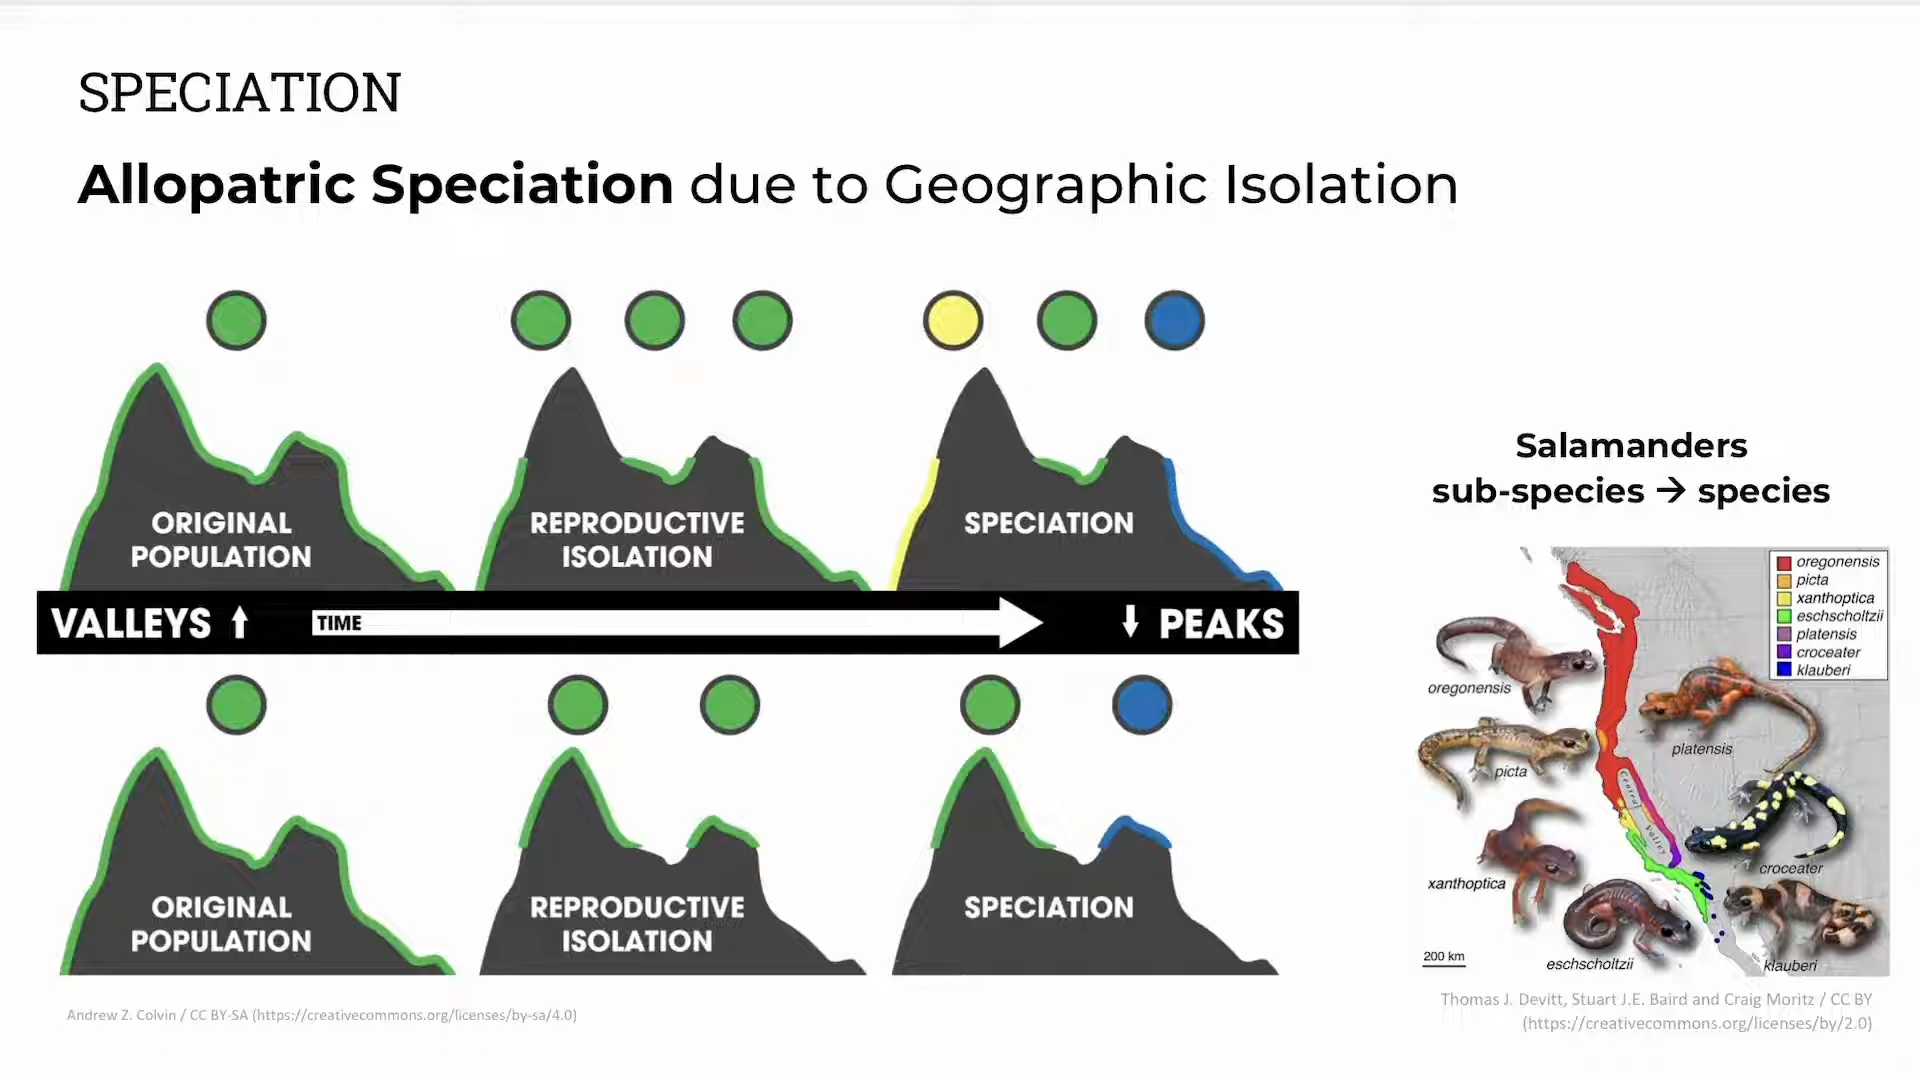 SPECIATION
Allopatric Speciation due to Geographic Isolation
ORIGINAL
POPULATION
REPRODUCTIVE
ISOLATION
SPECIATION
VALLEYS ↑
TIME
↓ PEAKS
ORIGINAL
POPULATION
REPRODUCTIVE
ISOLATION
SPECIATION
Andrew Z. Colvin / CC BY-SA (https://creativecommons.org/licenses/by-sa/4.0)
Salamanders
sub-species → species
oregonensis
picta
xanthoptica
eschscholtzii
platensis
croceater
klauberi
oregonensis
platensis
picta
Central
Valley
croceater
xanthoptica
eschscholtzii
klauberi
200 km
Thomas J. Devitt, Stuart J.E. Baird and Craig Moritz / CC BY
(https://creativecommons.org/licenses/by/2.0)